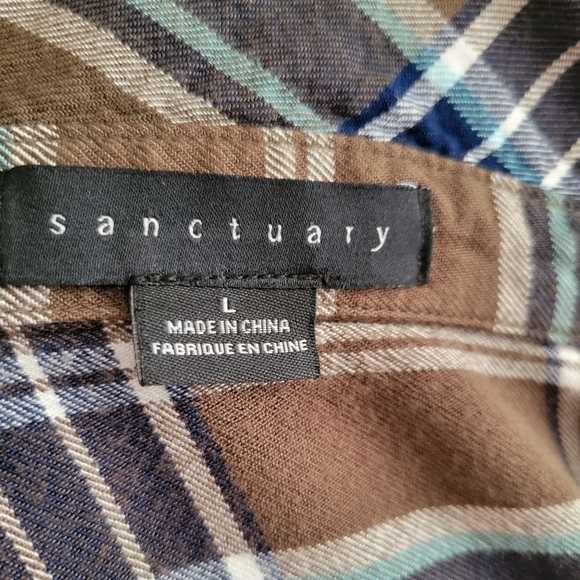 sanctuary
L
MADE IN CHINA
FABRIQUE EN CHINE